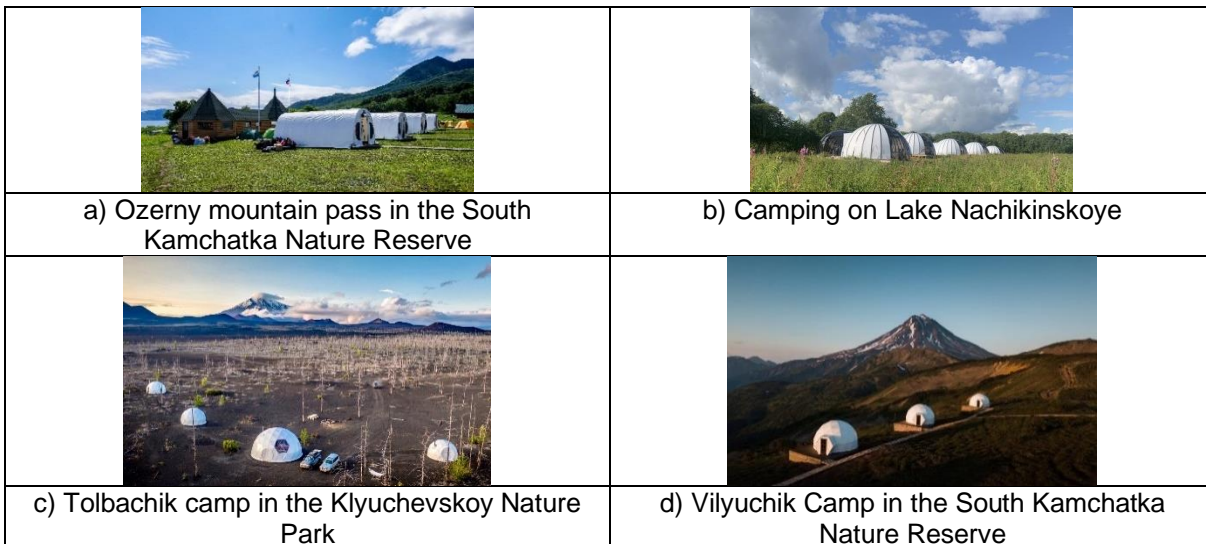 a) Ozerny mountain pass in the South
Kamchatka Nature Reserve
b) Camping on Lake Nachikinskoye
c) Tolbachik camp in the Klyuchevskoy Nature
Park
d) Vilyuchik Camp in the South Kamchatka
Nature Reserve